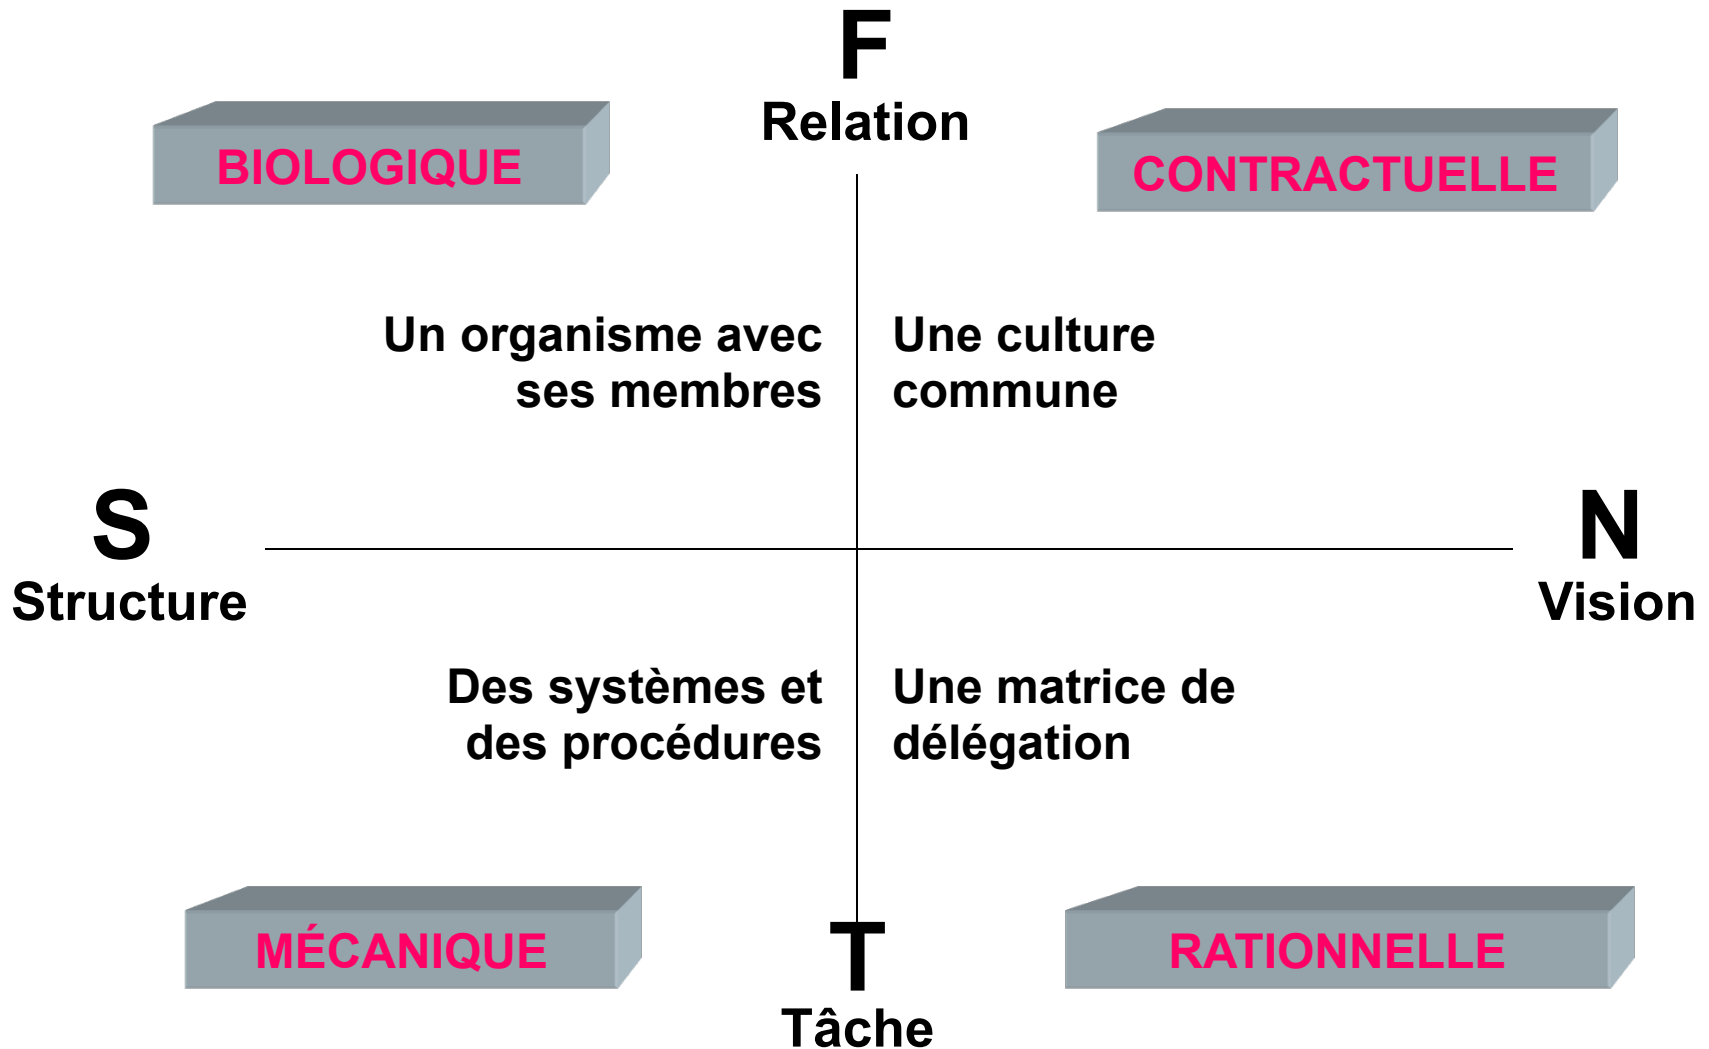 F
Relation
BIOLOGIQUE
CONTRACTUELLE
Un organisme avec
ses membres
Une culture
commune
S
Structure
N
Vision
Des systèmes et
des procédures
Une matrice de
délégation
MÉCANIQUE
RATIONNELLE
T
Tâche